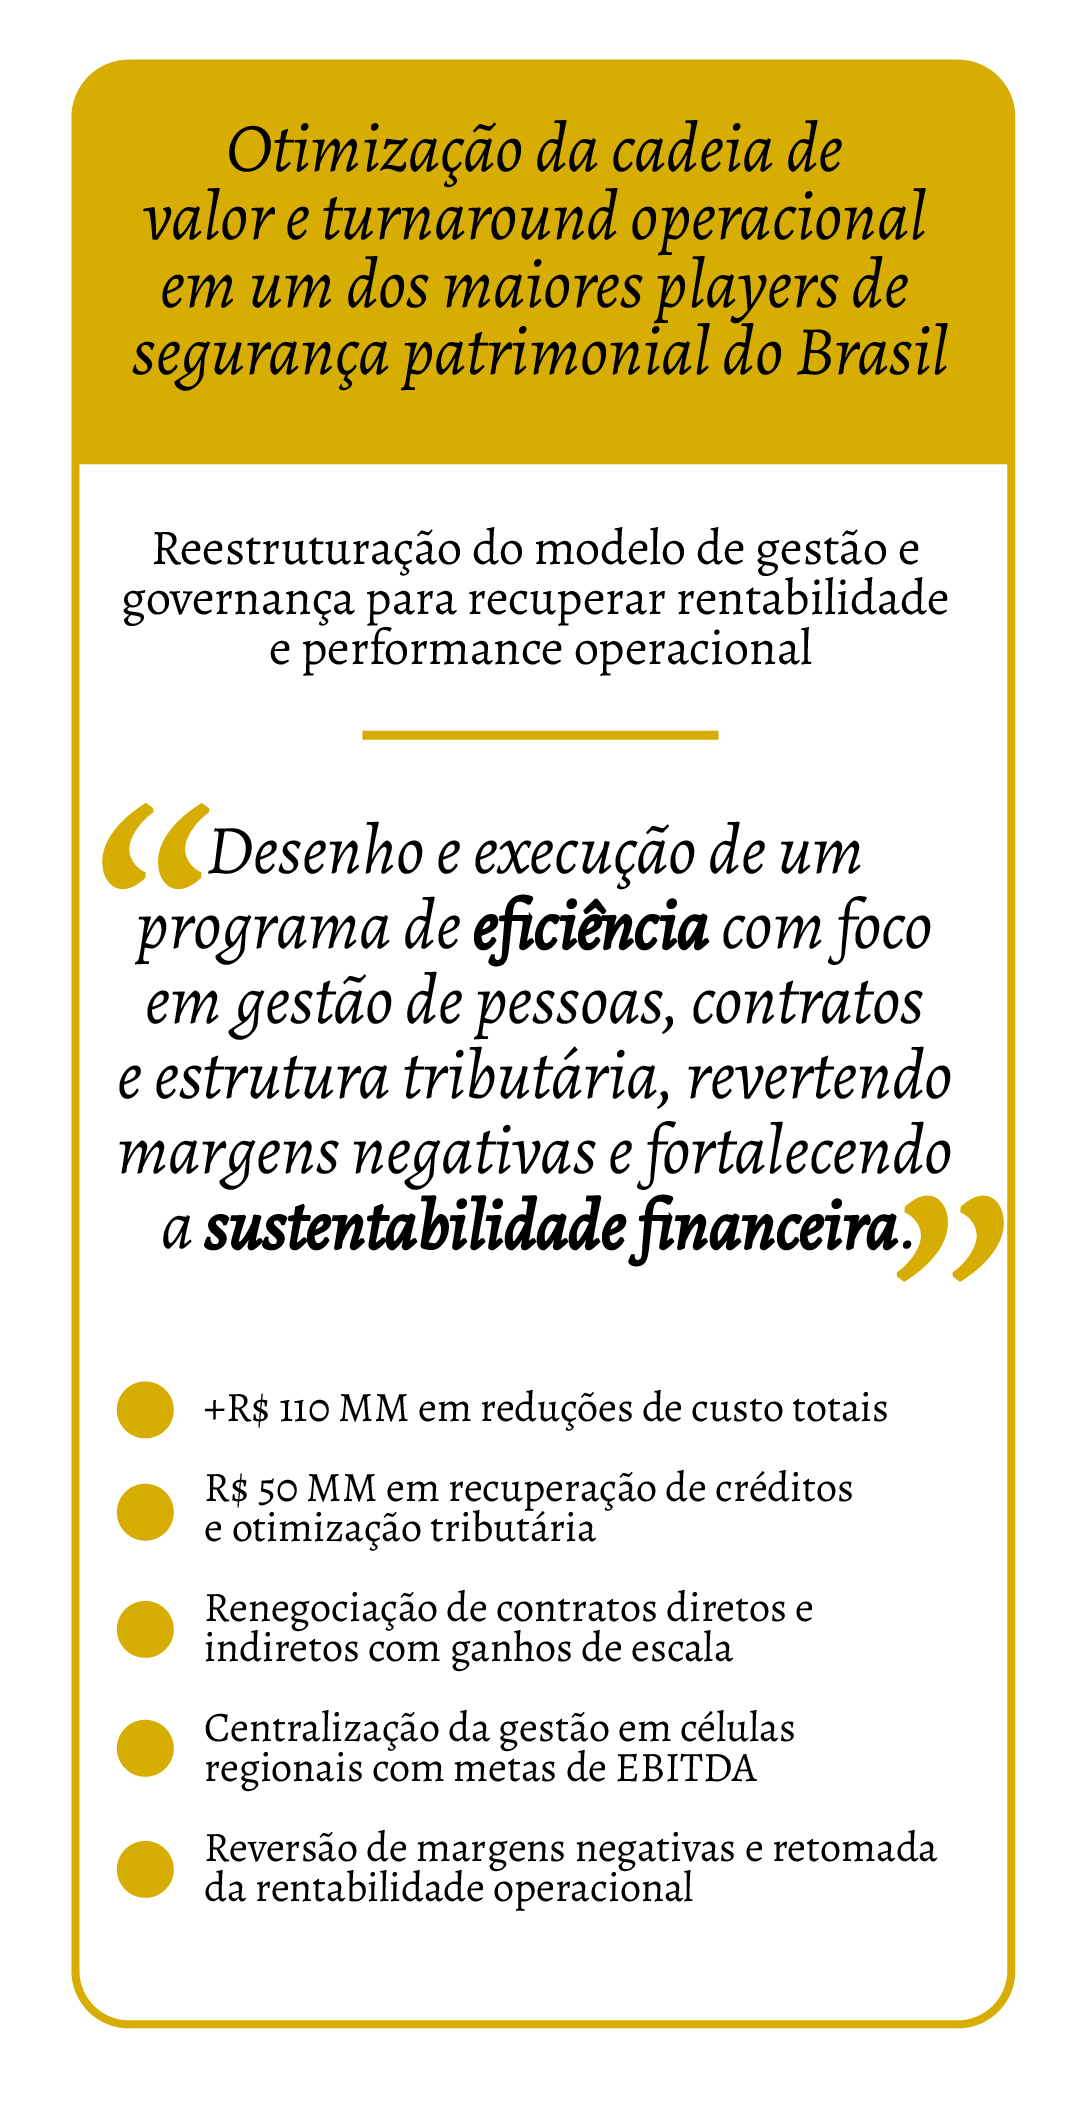 Otimização da cadeia de
valor e turnaround operacional
em um dos maiores players de
segurança patrimonial do Brasil
Reestruturação do modelo de gestão e
governança para recuperar rentabilidade
e performance operacional
“Desenho e execução de um
programa de eficiência com foco
em gestão de pessoas, contratos
e estrutura tributária, revertendo
margens negativas e fortalecendo
a sustentabilidade financeira.”
+R$ 110 MM em reduções de custo totais
R$ 50 MM em recuperação de créditos
e otimização tributária
Renegociação de contratos diretos e
indiretos com ganhos de escala
Centralização da gestão em células
regionais com metas de EBITDA
Reversão de margens negativas e retomada
da rentabilidade operacional